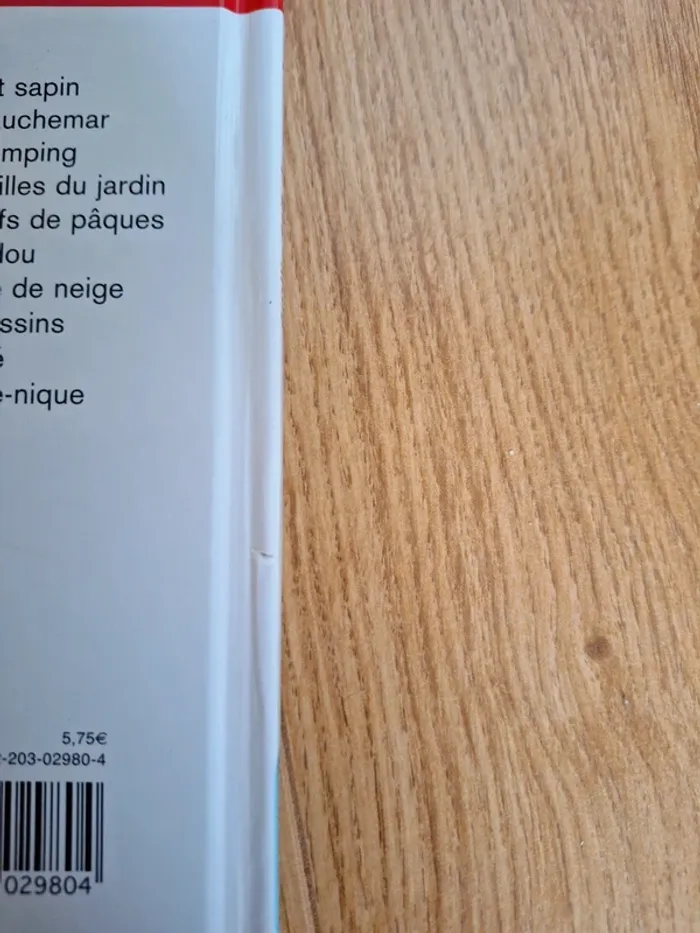 t sapin
uchemar
mping
illes du jardin
fs de pâques
dou
de neige
ssins
é
-nique
5,75€
-203-02980-4
029804